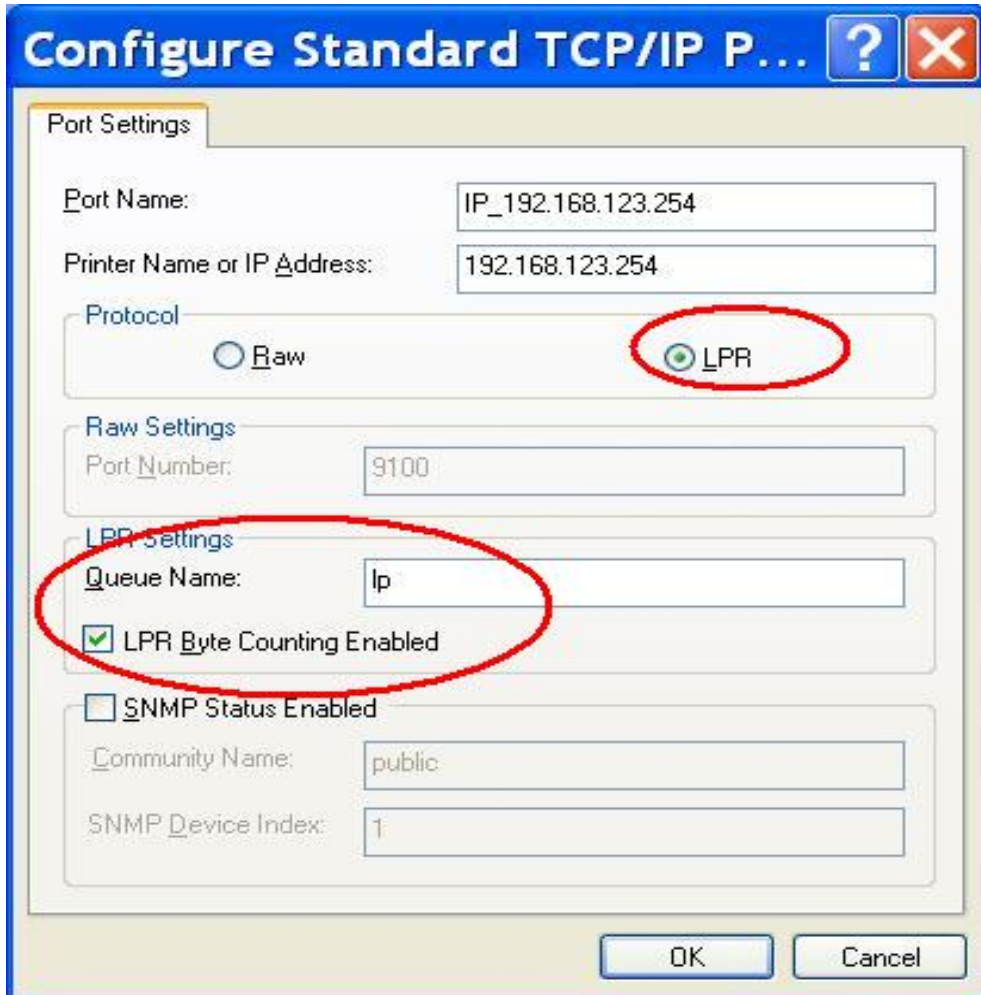 Configure Standard TCP/IP P...
Port Settings
Port Name: IP_192.168.123.254
Printer Name or IP Address: 192.168.123.254
Protocol
Raw LPR
Raw Settings
Port Number: 9100
LPR Settings
Queue Name: lp
LPR Byte Counting Enabled
SNMP Status Enabled
Community Name: public
SNMP Device Index: 1
OK Cancel